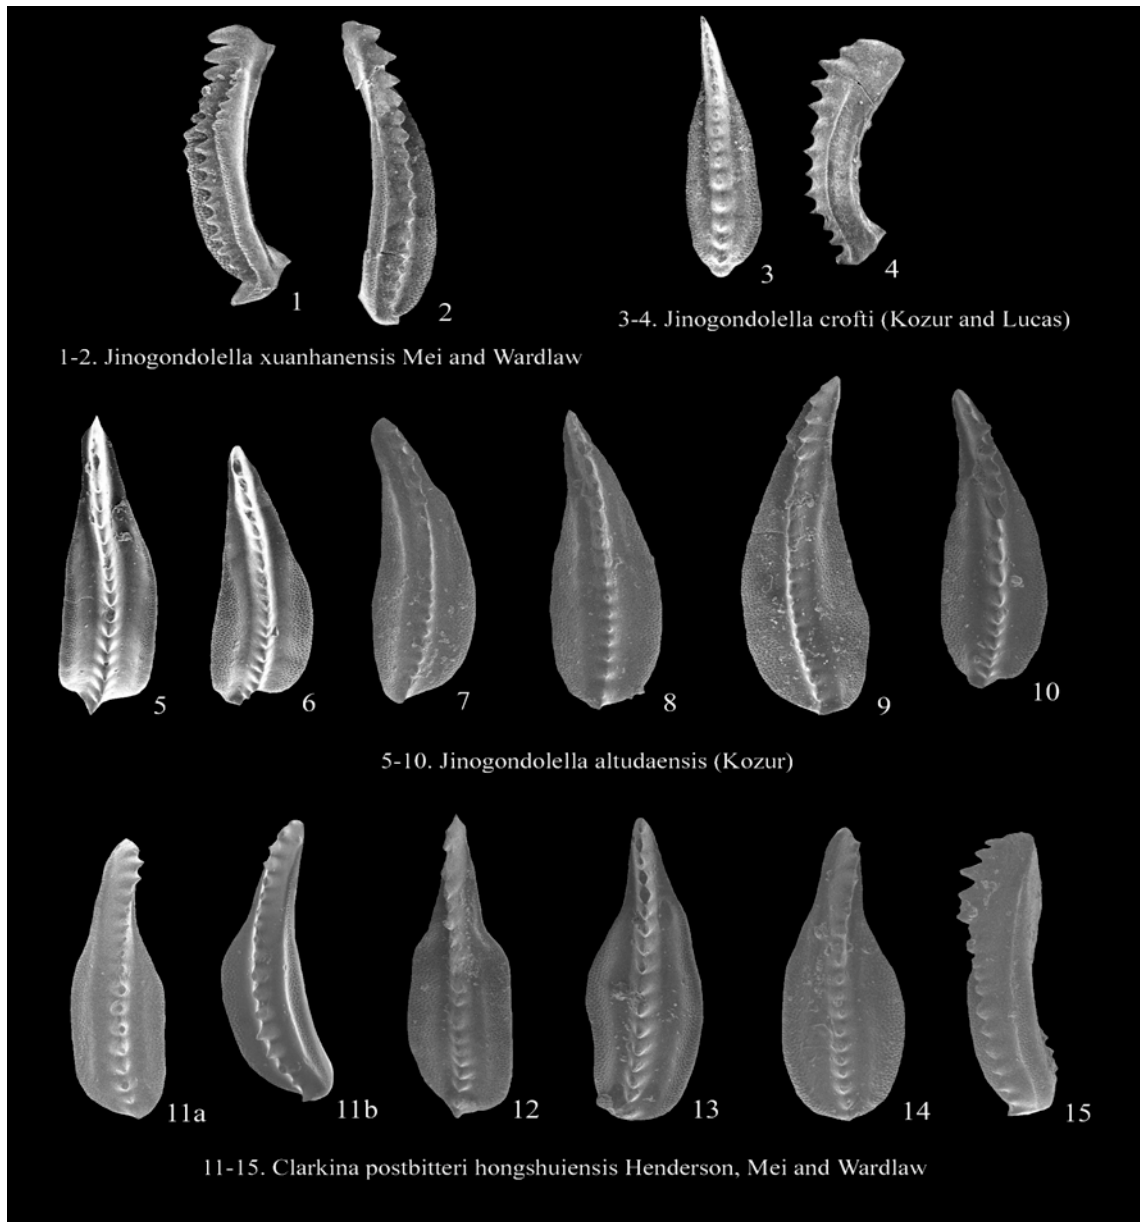 1
2
3
4
3-4. Jinogondolella crofti (Kozur and Lucas)
1-2. Jinogondolella xuanhanensis Mei and Wardlaw
5
6
7
8
9
10
5-10. Jinogondolella altudaensis (Kozur)
11a
11b
12
13
14
15
11-15. Clarkina postbitteri hongshuiensis Henderson, Mei and Wardlaw